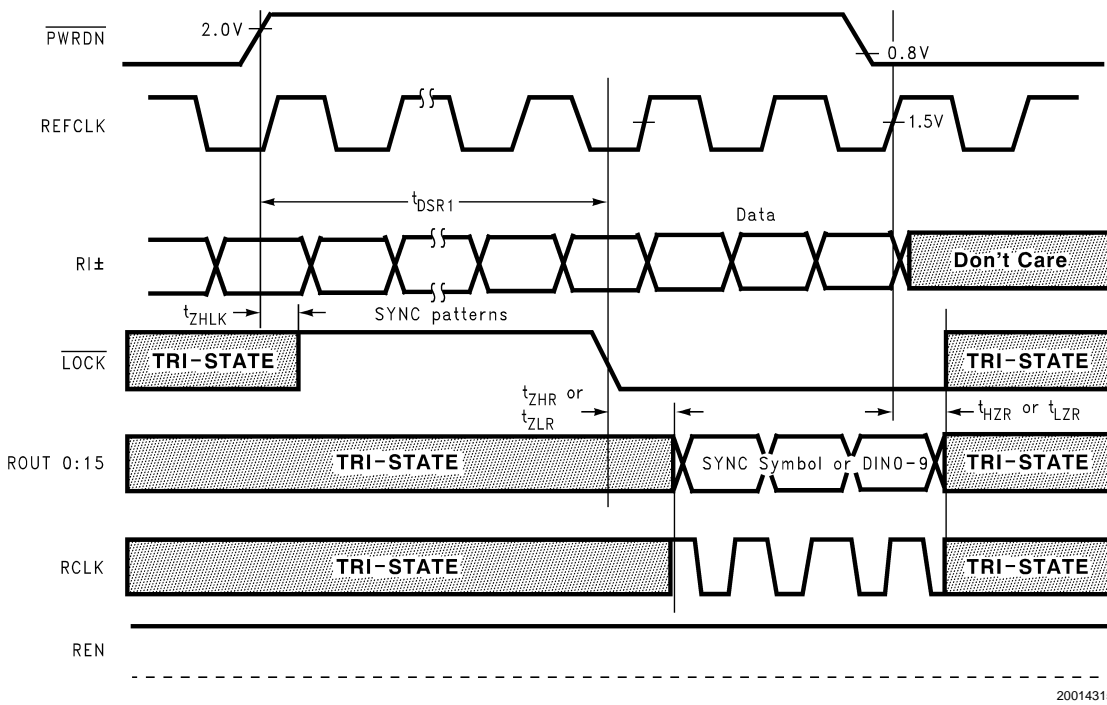 PWRDN
2.0V
0.8V
REFCLK
1.5V
tDSR1
Data
RI±
Don't Care
tZHLK
SYNC patterns
LOCK
TRI-STATE
TRI-STATE
tZHR or
tZLR
tHZR or tLZR
ROUT 0:15
TRI-STATE
SYNC Symbol or DIN0-9
TRI-STATE
RCLK
TRI-STATE
TRI-STATE
REN